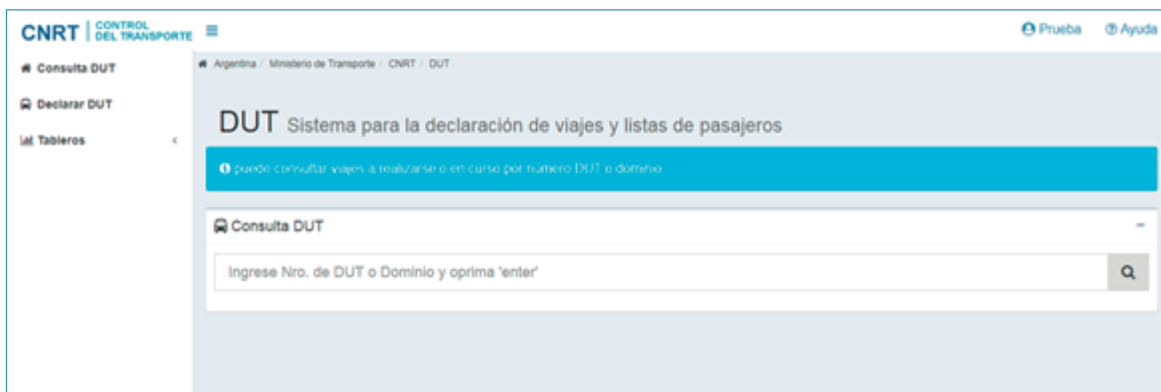 CNRT CONTROL DEL TRANSPORTE
Prueba
Ayuda
Consulta DUT
Declarar DUT
Tableros
Argentina / Ministerio de Transporte / CNRT / DUT
DUT Sistema para la declaración de viajes y listas de pasajeros
puede consultar viajes a realizarse o en curso por número DUT o dominio
Consulta DUT
Ingrese Nro. de DUT o Dominio y oprima 'enter'